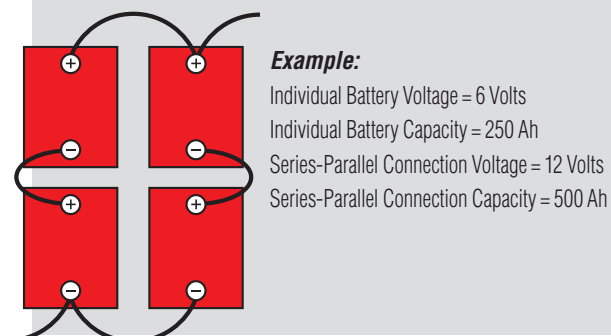 +
+
-
-
+
+
-
-
Example:
Individual Battery Voltage = 6 Volts
Individual Battery Capacity = 250 Ah
Series-Parallel Connection Voltage = 12 Volts
Series-Parallel Connection Capacity = 500 Ah